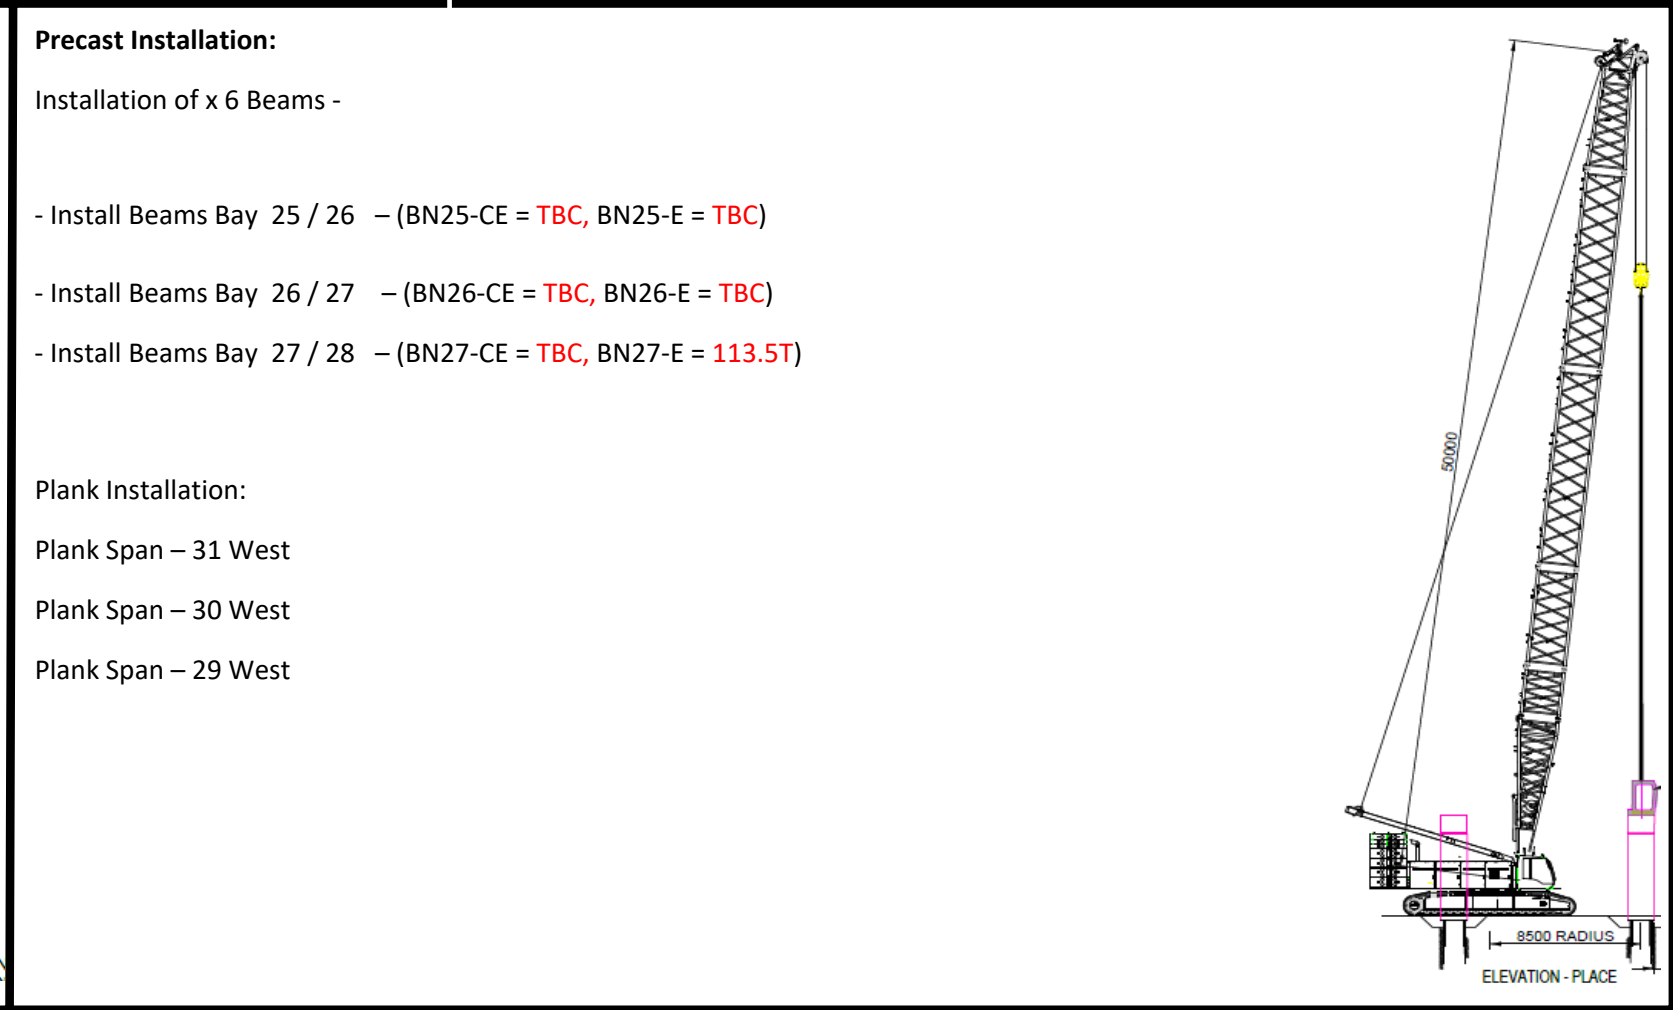 Precast Installation:
Installation of x 6 Beams -
- Install Beams Bay 25 / 26 – (BN25-CE = TBC, BN25-E = TBC)
- Install Beams Bay 26 / 27 – (BN26-CE = TBC, BN26-E = TBC)
- Install Beams Bay 27 / 28 – (BN27-CE = TBC, BN27-E = 113.5T)
Plank Installation:
Plank Span – 31 West
Plank Span – 30 West
Plank Span – 29 West
50000
8500 RADIUS
ELEVATION - PLACE